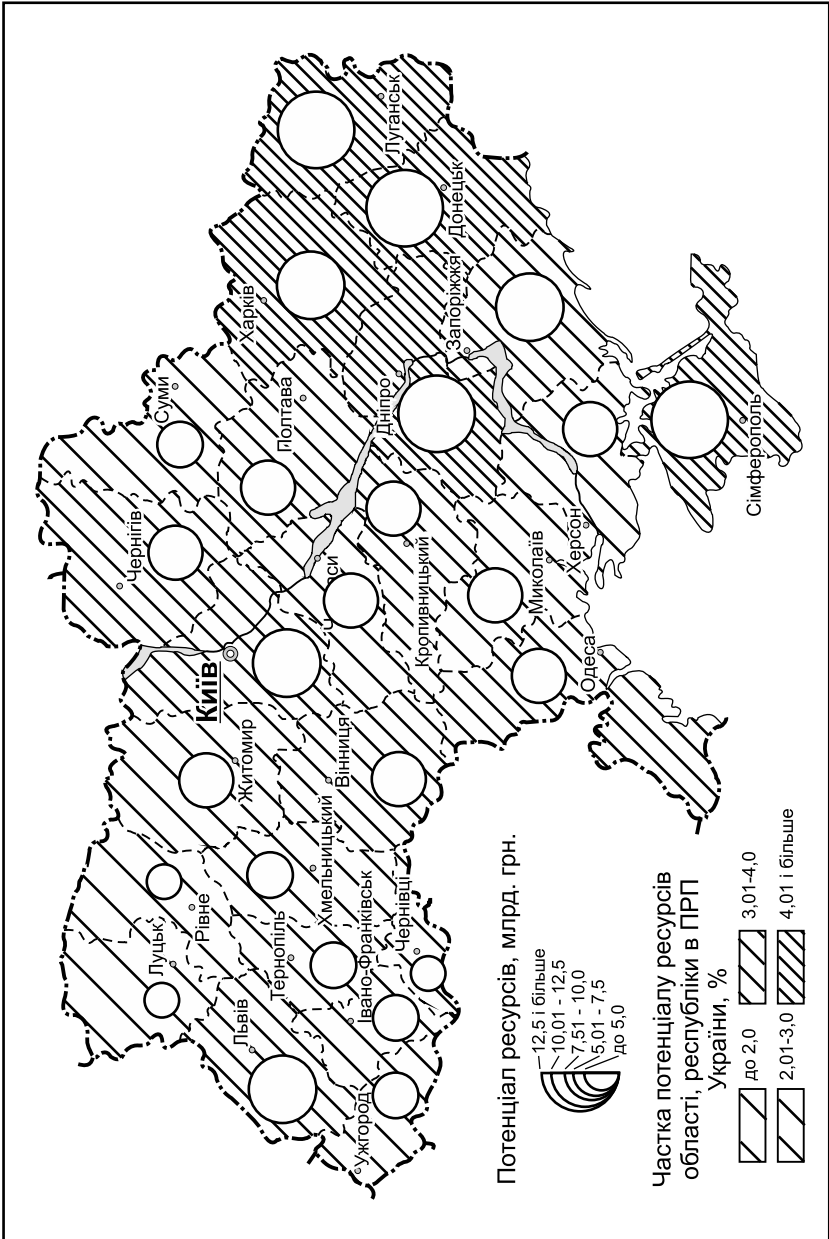 Чернігів
Суми
Харків
Луганськ
Луцьк
Рівне
Житомир
Київ
Полтава
Львів
Тернопіль
Хмельницький
Вінниця
Дніпро
Донецьк
Ужгород
Івано-Франківськ
Чернівці
Кропивницький
Запоріжжя
Миколаїв
Одеса
Херсон
Сімферополь
Потенціал ресурсів, млрд. грн.
12,5 і більше
10,01 - 12,5
7,51 - 10,0
5,01 - 7,5
до 5,0
Частка потенціалу ресурсів
області, республіки в ПРП
України, %
до 2,0
3,01-4,0
2,01-3,0
4,01 і більше